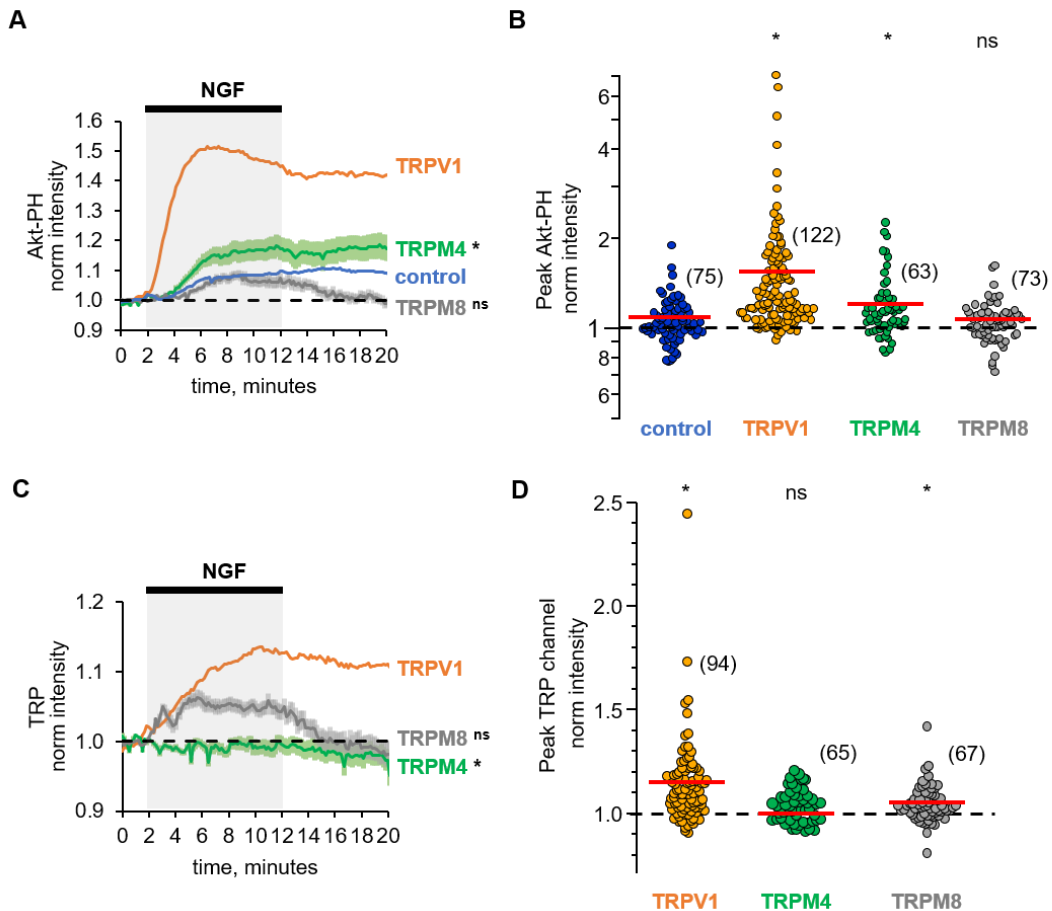 A
NGF
Akt-PH
norm intensity
1.6
1.5
1.4
1.3
1.2
1.1
1.0
0.9
TRPV1
TRPM4 *
control
TRPM8 ns
0 2 4 6 8 10 12 14 16 18 20
time, minutes
B
* * ns
Peak Akt-PH
norm intensity
6
4
2
1
8
6
(75)
(122)
(63)
(73)
control TRPV1 TRPM4 TRPM8
C
NGF
TRP
norm intensity
1.2
1.1
1.0
0.9
TRPV1
TRPM8 ns
TRPM4 *
0 2 4 6 8 10 12 14 16 18 20
time, minutes
D
* ns *
Peak TRP channel
norm intensity
2.5
2.0
1.5
1.0
(94)
(65)
(67)
TRPV1 TRPM4 TRPM8